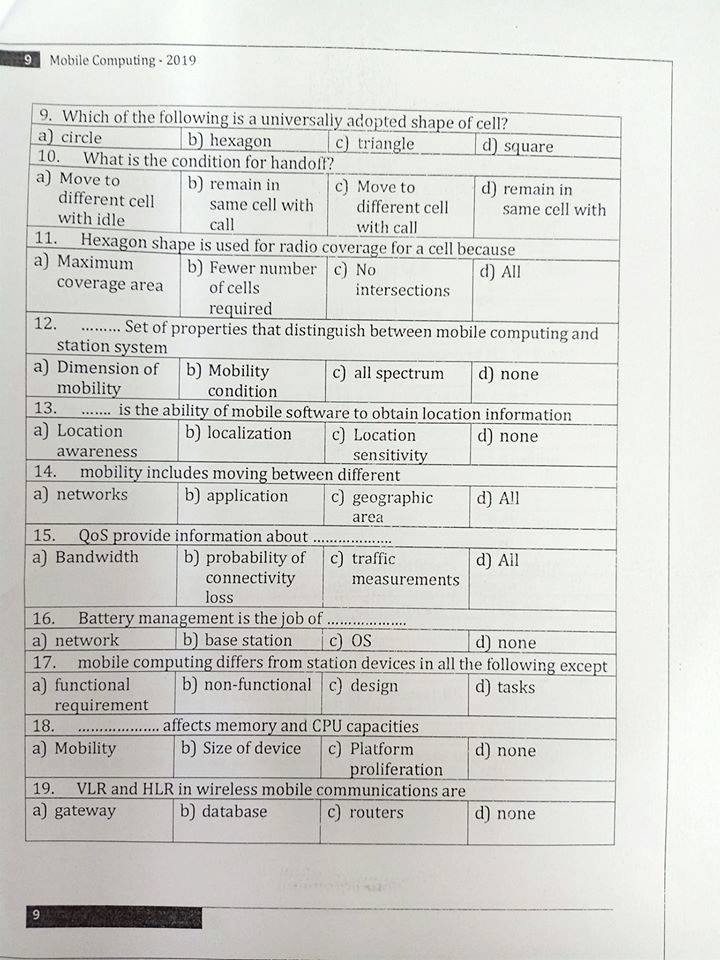 9 Mobile Computing - 2019
9. Which of the following is a universally adopted shape of cell?
a) circle b) hexagon c) triangle d) square
10. What is the condition for handoff?
a) Move to different cell with idle b) remain in same cell with call c) Move to different cell with call d) remain in same cell with
11. Hexagon shape is used for radio coverage for a cell because
a) Maximum coverage area b) Fewer number of cells required c) No intersections d) All
12. ......... Set of properties that distinguish between mobile computing and
station system
a) Dimension of mobility b) Mobility condition c) all spectrum d) none
13. ....... is the ability of mobile software to obtain location information
a) Location awareness b) localization c) Location sensitivity d) none
14. mobility includes moving between different
a) networks b) application c) geographic area d) All
15. QoS provide information about ...................
a) Bandwidth b) probability of connectivity loss c) traffic measurements d) All
16. Battery management is the job of ...................
a) network b) base station c) OS d) none
17. mobile computing differs from station devices in all the following except
a) functional requirement b) non-functional c) design d) tasks
18. ................... affects memory and CPU capacities
a) Mobility b) Size of device c) Platform proliferation d) none
19. VLR and HLR in wireless mobile communications are
a) gateway b) database c) routers d) none
9